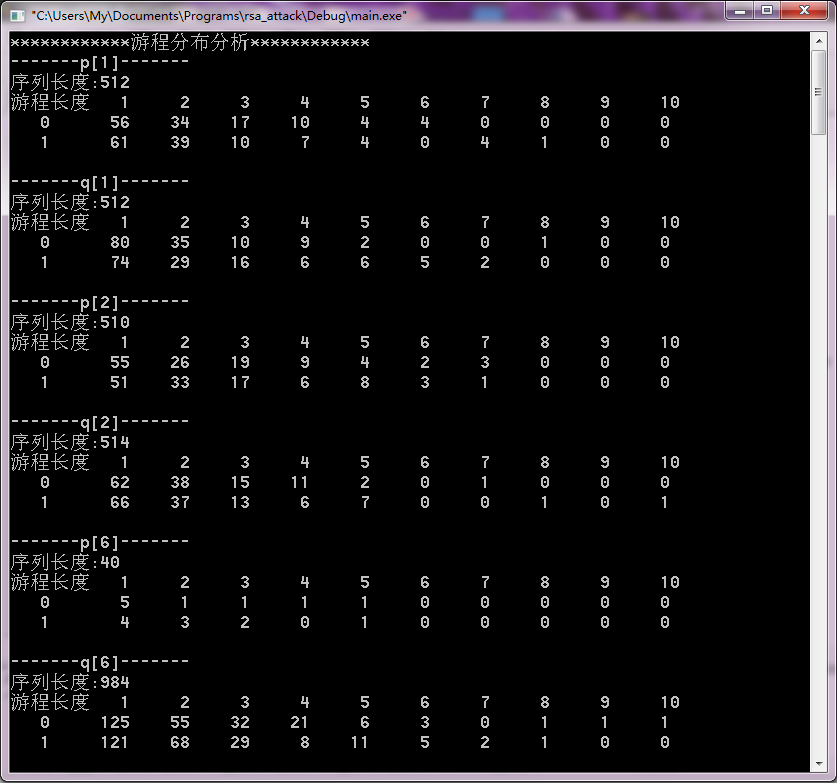 "C:\Users\My\Documents\Programs\rsa_attack\Debug\main.exe"
************游程分布分析************
-------p[1]-------
序列长度:512
游程长度 1 2 3 4 5 6 7 8 9 10
0 56 34 17 10 4 4 0 0 0 0
1 61 39 10 7 4 0 4 1 0 0
-------q[1]-------
序列长度:512
游程长度 1 2 3 4 5 6 7 8 9 10
0 80 35 10 9 2 0 0 1 0 0
1 74 29 16 6 6 5 2 0 0 0
-------p[2]-------
序列长度:510
游程长度 1 2 3 4 5 6 7 8 9 10
0 55 26 19 9 4 2 3 0 0 0
1 51 33 17 6 8 3 1 0 0 0
-------q[2]-------
序列长度:514
游程长度 1 2 3 4 5 6 7 8 9 10
0 62 38 15 11 2 0 1 0 0 0
1 66 37 13 6 7 0 0 1 0 1
-------p[6]-------
序列长度:40
游程长度 1 2 3 4 5 6 7 8 9 10
0 5 1 1 1 1 0 0 0 0 0
1 4 3 2 0 1 0 0 0 0 0
-------q[6]-------
序列长度:984
游程长度 1 2 3 4 5 6 7 8 9 10
0 125 55 32 21 6 3 0 1 1 1
1 121 68 29 8 11 5 2 1 0 0